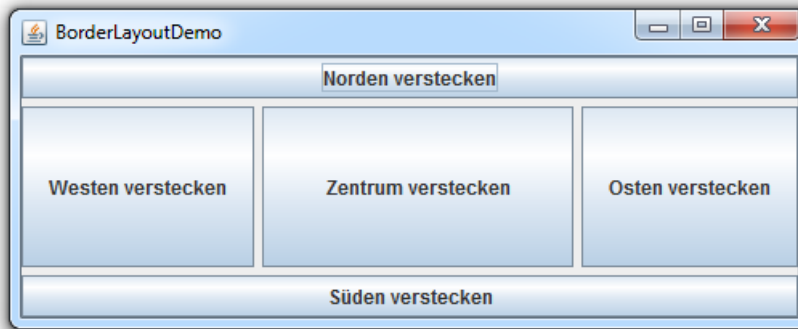 BorderLayoutDemo
Norden verstecken
Westen verstecken
Zentrum verstecken
Osten verstecken
Süden verstecken